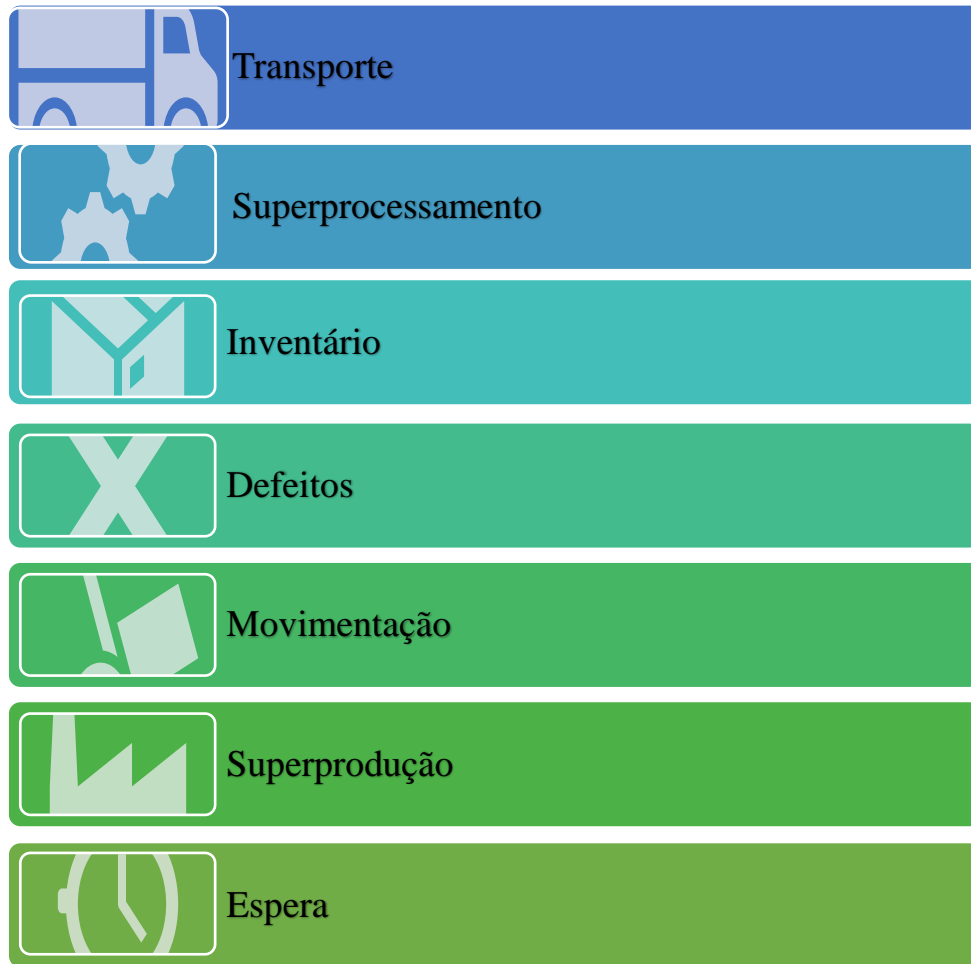 Transporte
Superprocessamento
Inventário
Defeitos
Movimentação
Superprodução
Espera